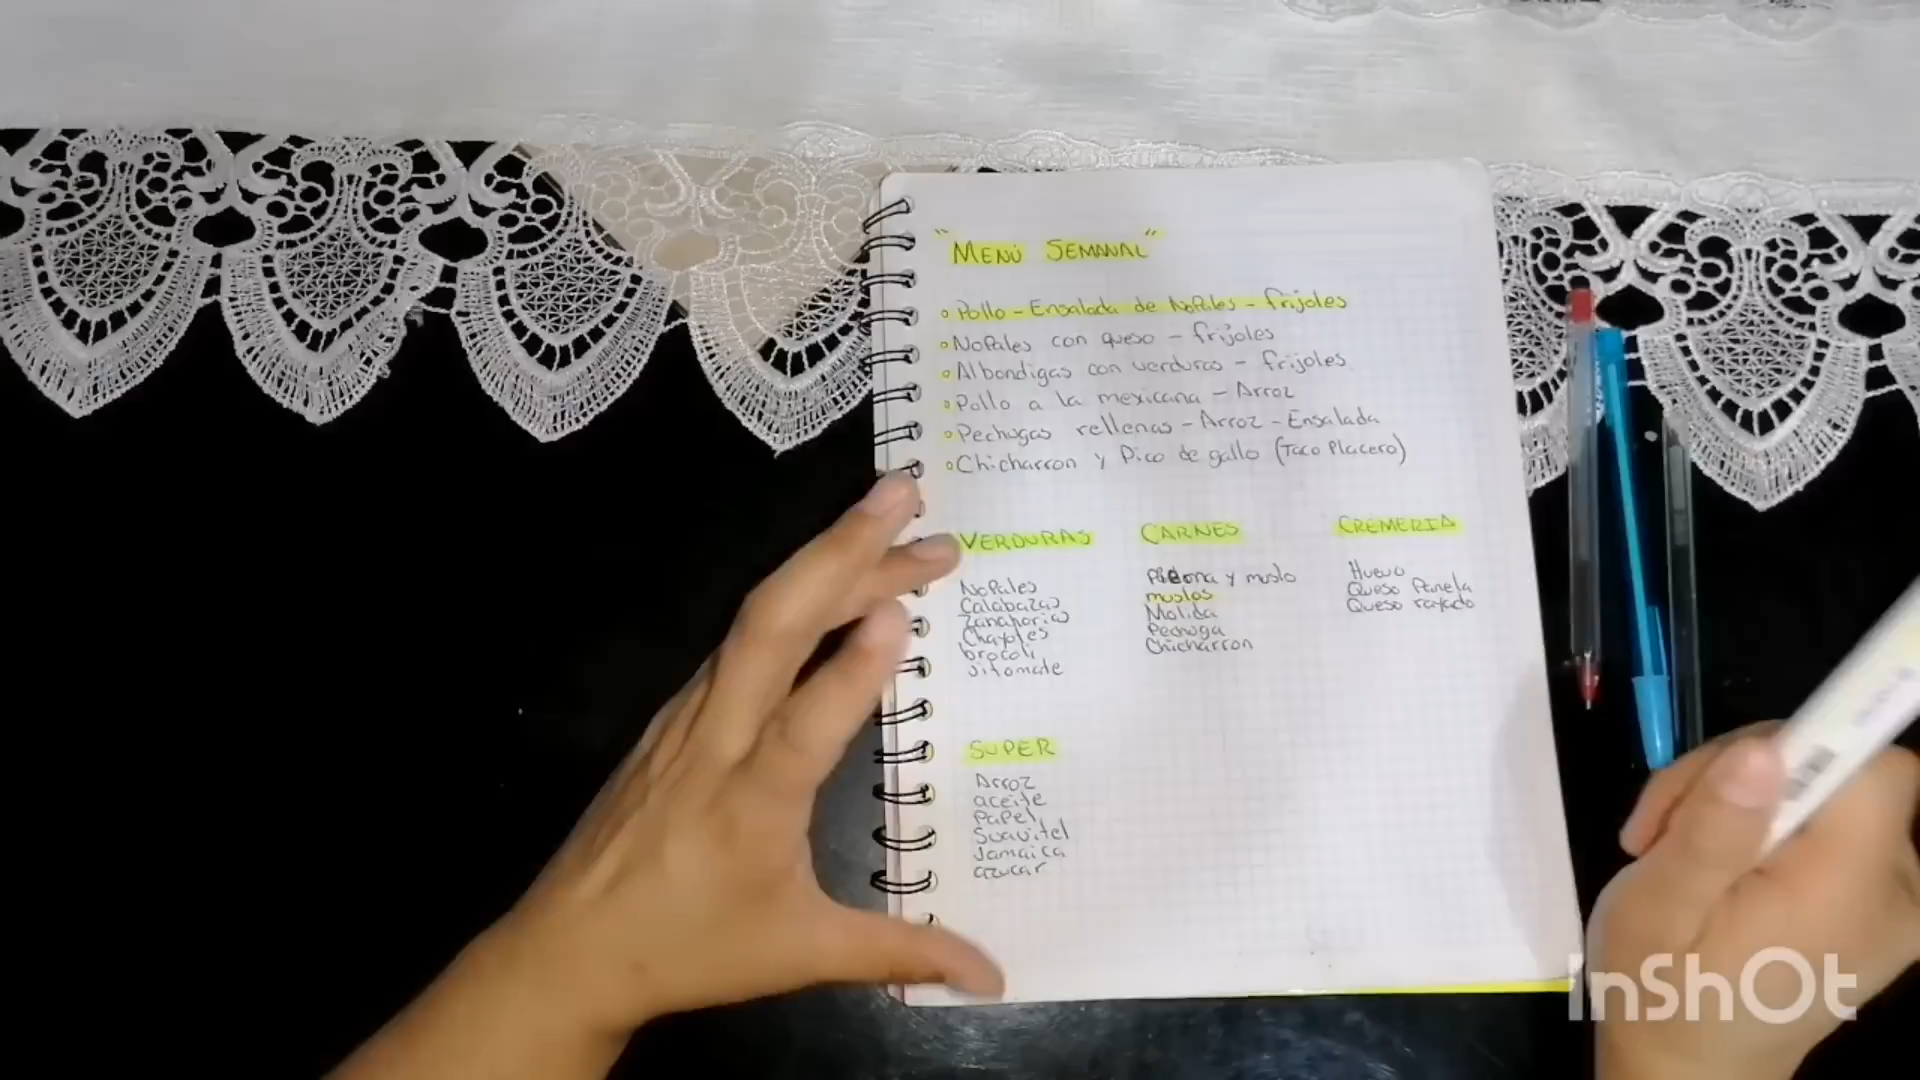 "MENÚ SEMANAL"
Pollo - Ensalada de NoPales - frijoles
NoPales con queso - frijoles
Albondigas con verduras - frijoles
Pollo a la mexicana - Arroz
Pechugas rellenas - Arroz - Ensalada
Chicharron y Pico de gallo (Taco Placero)
VERDURAS
NoPales
Calabazas
Zanahorias
Chayotes
brocoli
Jitomate
CARNES
Pierna y muslo
muslos
Molida
Pechuga
Chicharron
CREMERIA
Huevo
Queso Panela
Queso rayado
SUPER
Arroz
aceite
PaPel
Suavitel
Jamaica
azucar
InShOt